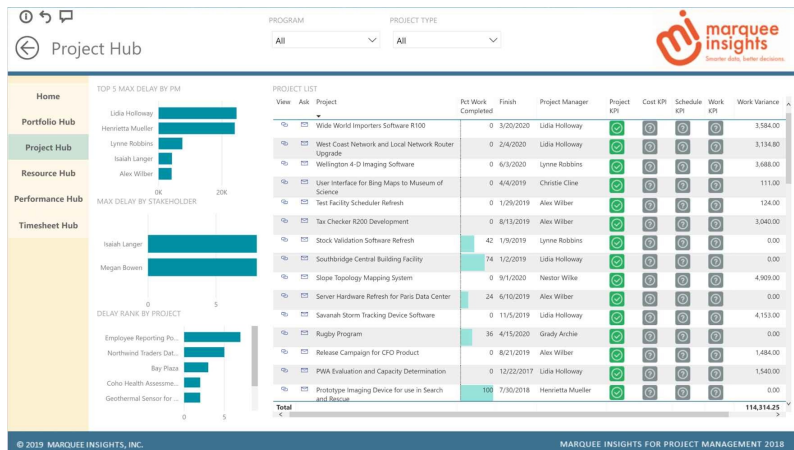 PROGRAM
PROJECT TYPE
All
All
Project Hub
marquee
insights
Smarter data, better decisions
Home
Portfolio Hub
Project Hub
Resource Hub
Performance Hub
Timesheet Hub
TOP 5 MAX DELAY BY PM
Lidia Holloway
Henrietta Mueller
Lynne Robbins
Isaiah Langer
Alex Wilber
0K 20K
MAX DELAY BY STAKEHOLDER
Isaiah Langer
Megan Bowen
0 5
DELAY RANK BY PROJECT
Employee Reporting Po...
Northwind Traders Dat...
Bay Plaza
Coho Health Assessme...
Geothermal Sensor for ...
0 5
PROJECT LIST
View Ask Project Pct Work Completed Finish Project Manager Project KPI Cost KPI Schedule KPI Work KPI Work Variance
Wide World Importers Software R100 0 3/20/2020 Lidia Holloway 3,584.00
West Coast Network and Local Network Router Upgrade 0 2/4/2020 Lidia Holloway 3,134.80
Wellington 4-D Imaging Software 0 6/3/2020 Lynne Robbins 3,688.00
User Interface for Bing Maps to Museum of Science 0 4/4/2019 Christie Cline 111.00
Test Facility Scheduler Refresh 0 1/29/2019 Alex Wilber 124.00
Tax Checker R200 Development 0 8/13/2019 Alex Wilber 3,040.00
Stock Validation Software Refresh 42 1/9/2019 Lynne Robbins 0.00
Southbridge Central Building Facility 74 1/2/2019 Lidia Holloway 0.00
Slope Topology Mapping System 0 9/1/2020 Nestor Wilke 4,909.00
Server Hardware Refresh for Paris Data Center 24 6/10/2019 Alex Wilber 0.00
Savanah Storm Tracking Device Software 0 11/5/2019 Lidia Holloway 4,153.00
Rugby Program 36 4/15/2020 Grady Archie 0.00
Release Campaign for CFO Product 0 8/21/2019 Alex Wilber 1,484.00
PWA Evaluation and Capacity Determination 0 12/22/2017 Lidia Holloway 1,540.00
Prototype Imaging Device for use in Search and Rescue 100 7/30/2018 Henrietta Mueller 0.00
Total 114,314.25
© 2019 MARQUEE INSIGHTS, INC.
MARQUEE INSIGHTS FOR PROJECT MANAGEMENT 2018